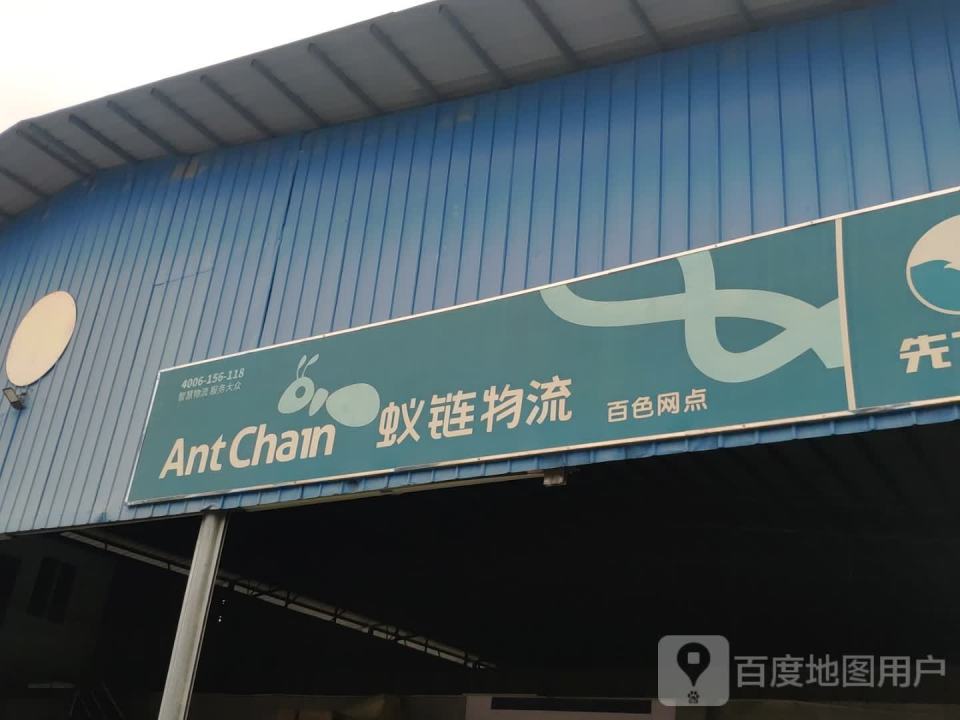 4006-156-118
智慧物流 服务大众
Ant Chain
蚁链物流
百色网点
先
百度地图用户